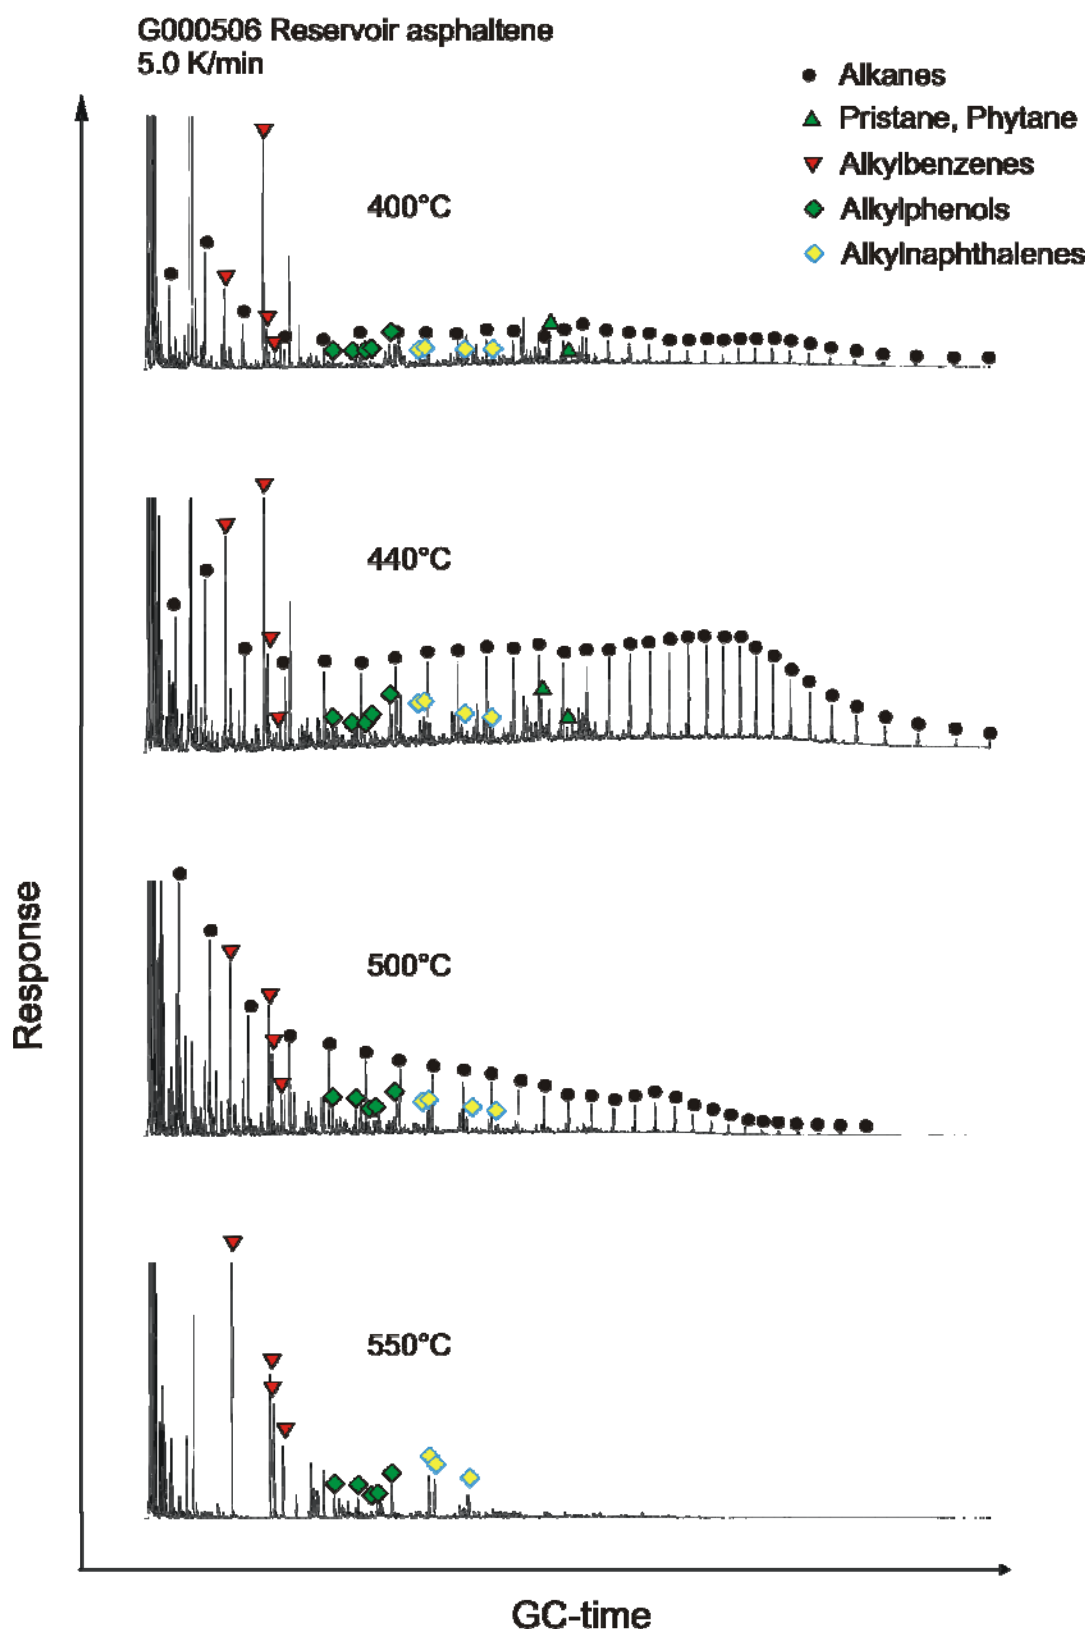 G000506 Reservoir asphaltene
5.0 K/min
Alkanes
Pristane, Phytane
Alkylbenzenes
Alkylphenols
Alkylnaphthalenes
400°C
440°C
500°C
550°C
Response
GC-time